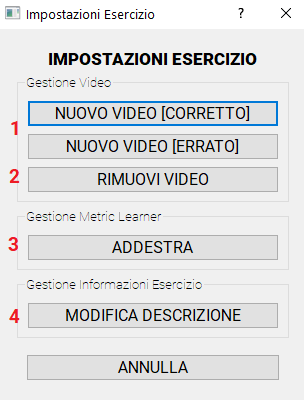 Impostazioni Esercizio ? ✕
IMPOSTAZIONI ESERCIZIO
Gestione Video
NUOVO VIDEO [CORRETTO]
1
NUOVO VIDEO [ERRATO]
2 RIMUOVI VIDEO
Gestione Metric Learner
3 ADDESTRA
Gestione Informazioni Esercizio
4 MODIFICA DESCRIZIONE
ANNULLA